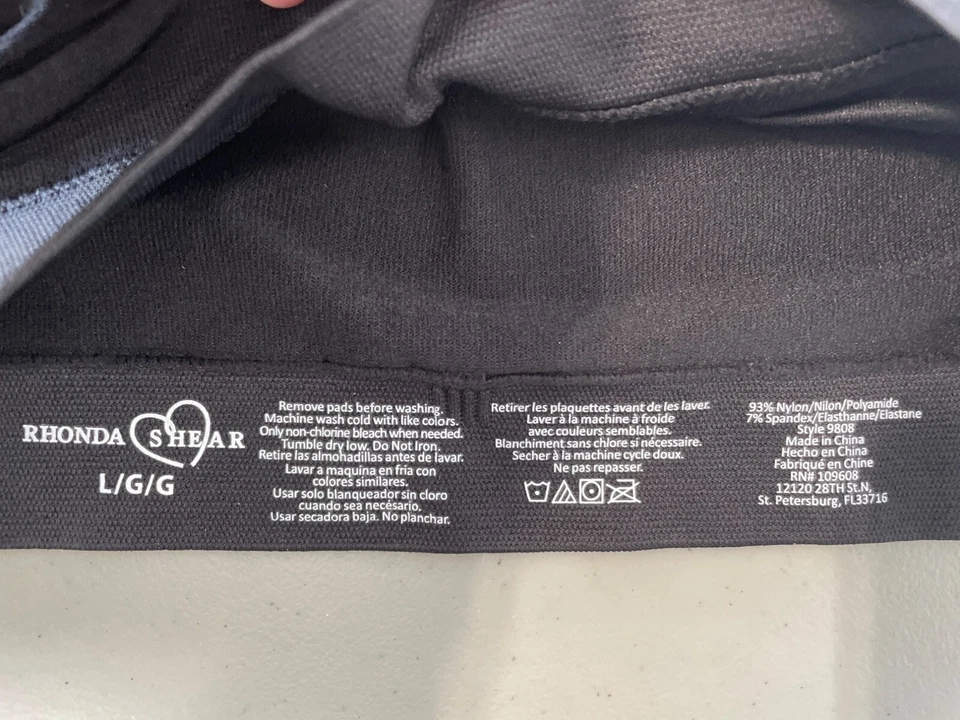 RHONDA SHEAR
L/G/G
Remove pads before washing.
Machine wash cold with like colors.
Only non-chlorine bleach when needed.
Tumble dry low. Do Not Iron.
Retire las almohadillas antes de lavar.
Lavar a maquina en fria con
colores similares.
Usar solo blanqueador sin cloro
cuando sea necesario.
Usar secadora baja. No planchar.
Retirer les plaquettes avant de les laver.
Laver à la machine à froide
avec couleurs semblables.
Blanchiment sans chlore si nécessaire.
Secher à la machine cycle doux.
Ne pas repasser.
93% Nylon/Nilon/Polyamide
7% Spandex/Elasthanne/Elastane
Style 9808
Made in China
Hecho en China
Fabriqué en Chine
RN# 109608
12120 28TH St.N,
St. Petersburg, FL33716